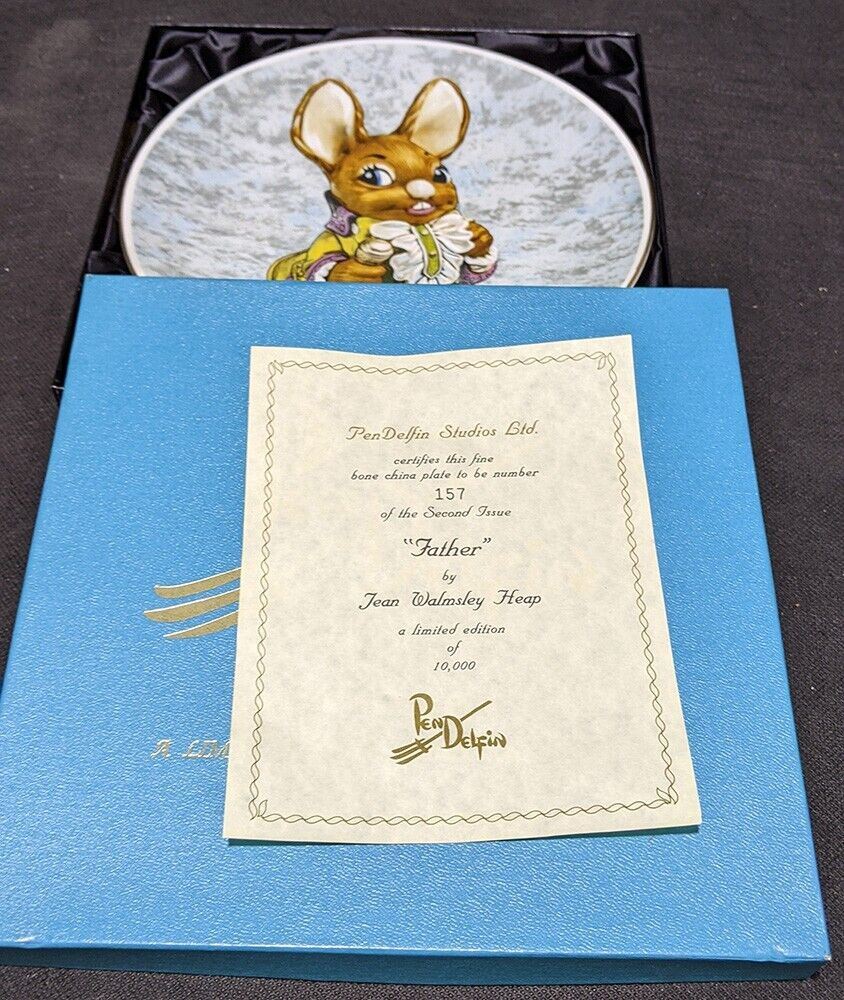 PenDelfin Studios Ltd.
certifies this fine
bone china plate to be number
157
of the Second Issue
"Father"
by
Jean Walmsley Heap
a limited edition
of
10,000
PenDelfin
A